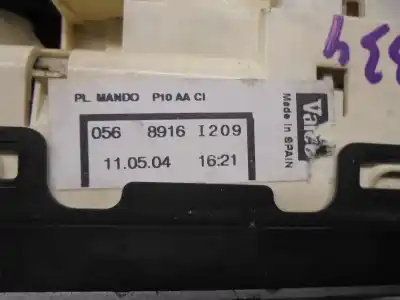 PL. MANDO P10 AA CI
056 8916 I209
11.05.04 16:21
Valeo
Made in SPAIN